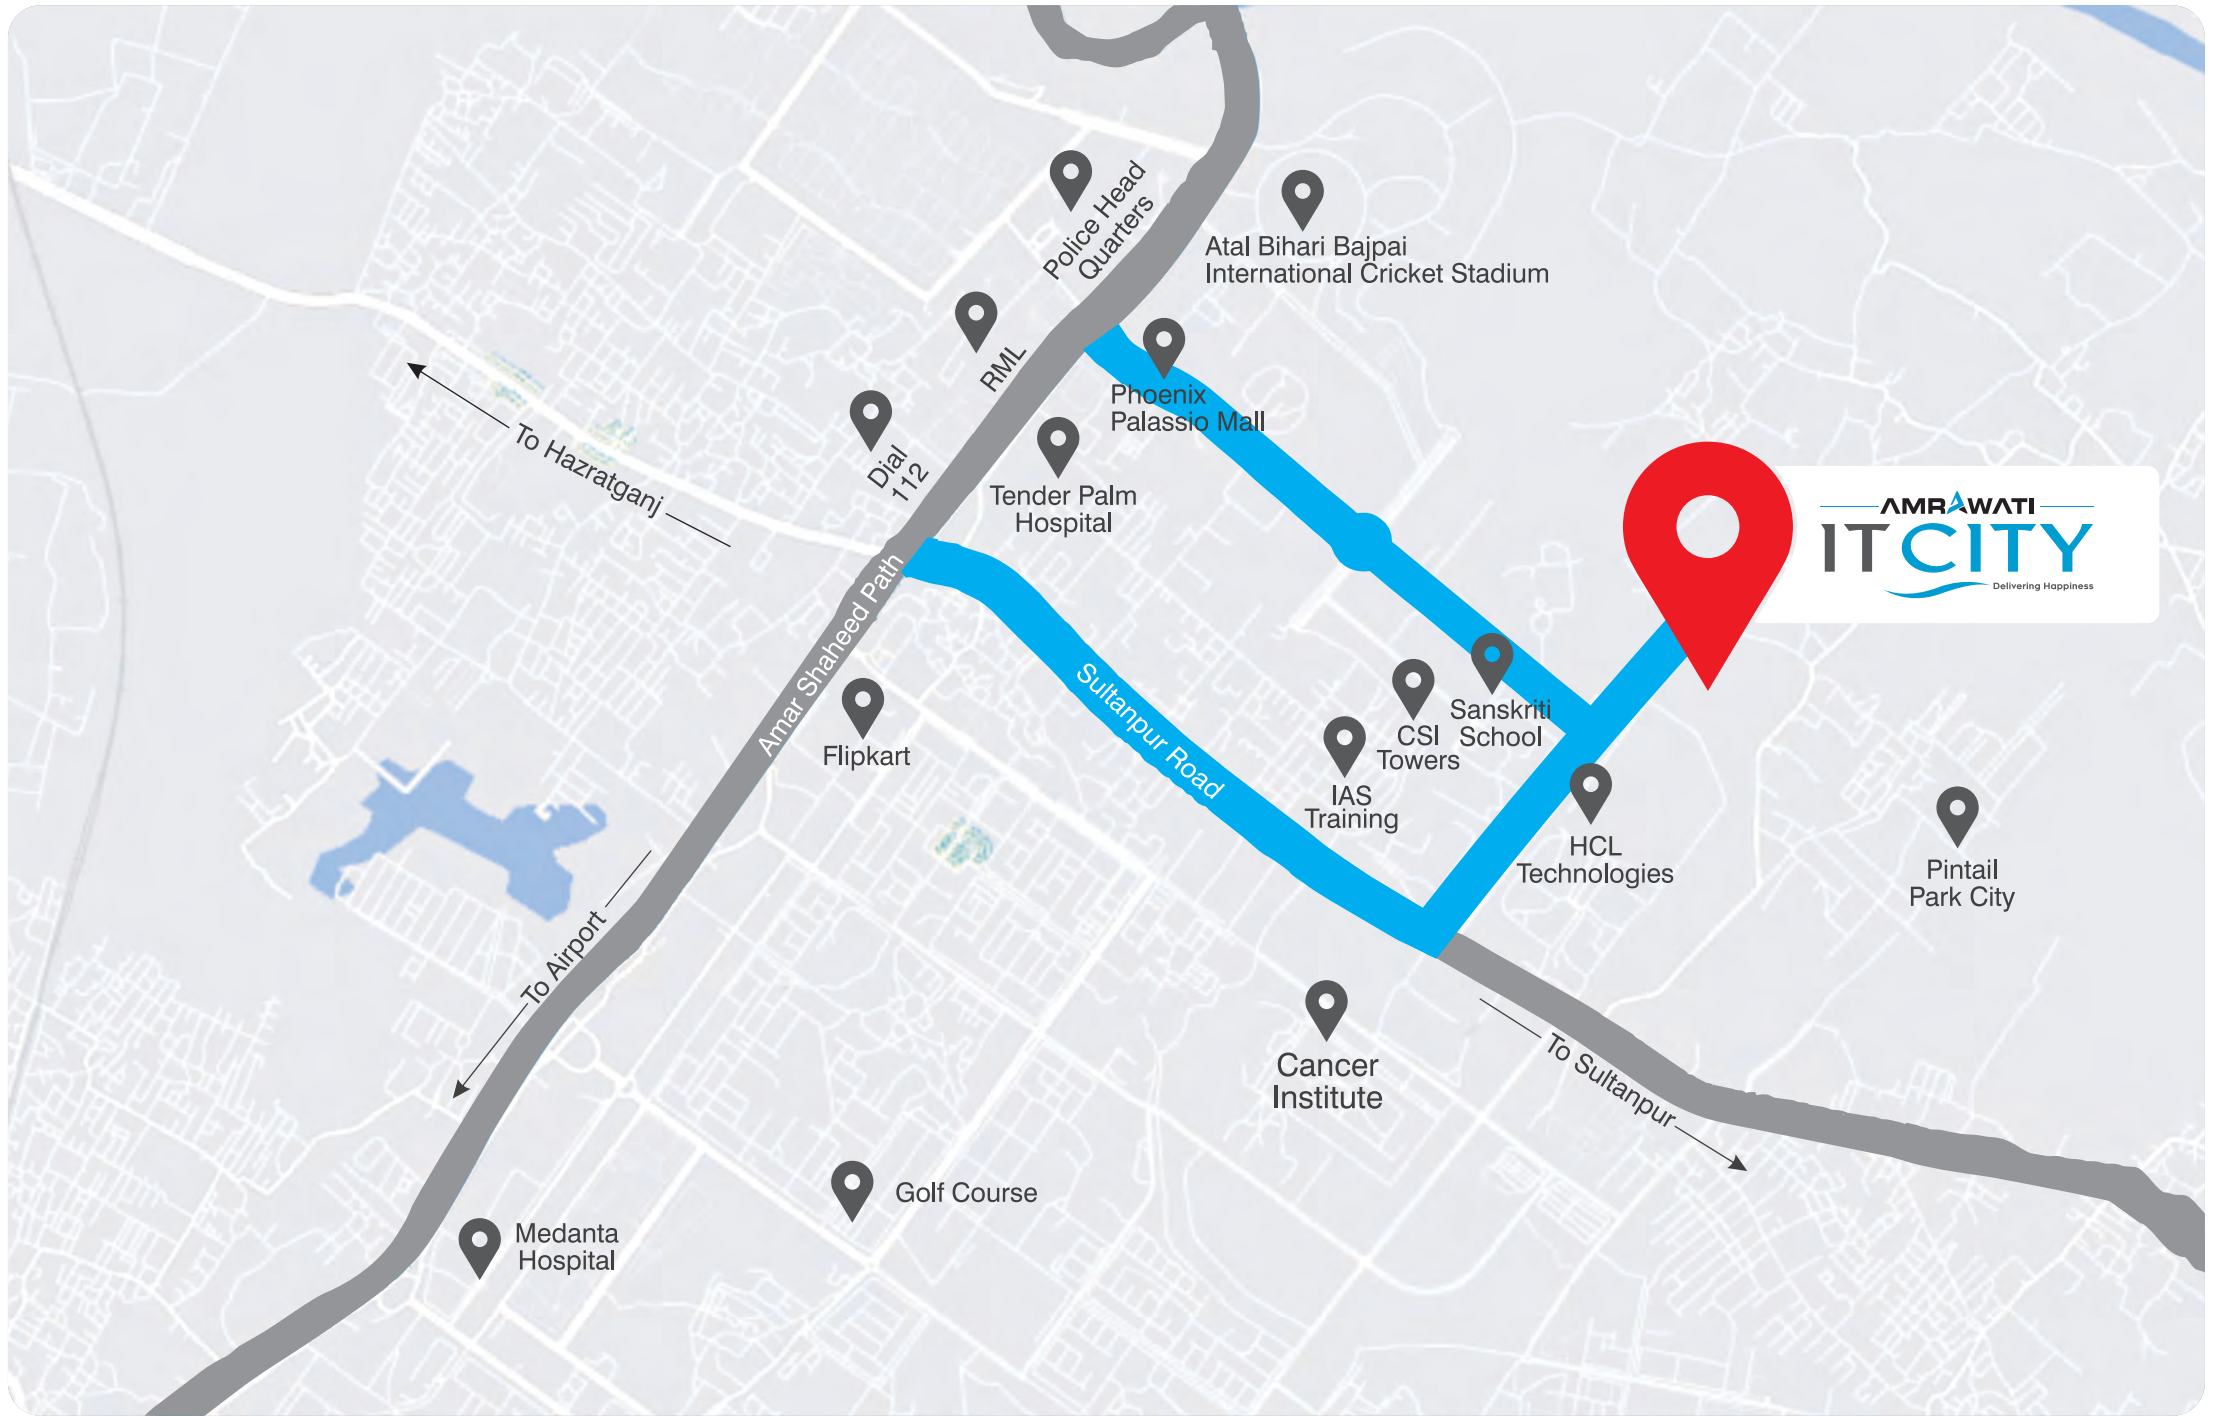 Police Head
Quarters
Atal Bihari Bajpai
International Cricket Stadium
RML
Phoenix
Palassio Mall
To Hazratganj
Dial
112
Tender Palm
Hospital
AMRAWATI
IT CITY
Delivering Happiness
Amar Shaheed Path
Sultanpur Road
Flipkart
Sanskriti
School
CSI
Towers
IAS
Training
HCL
Technologies
Pintail
Park City
To Airport
Cancer
Institute
To Sultanpur
Golf Course
Medanta
Hospital